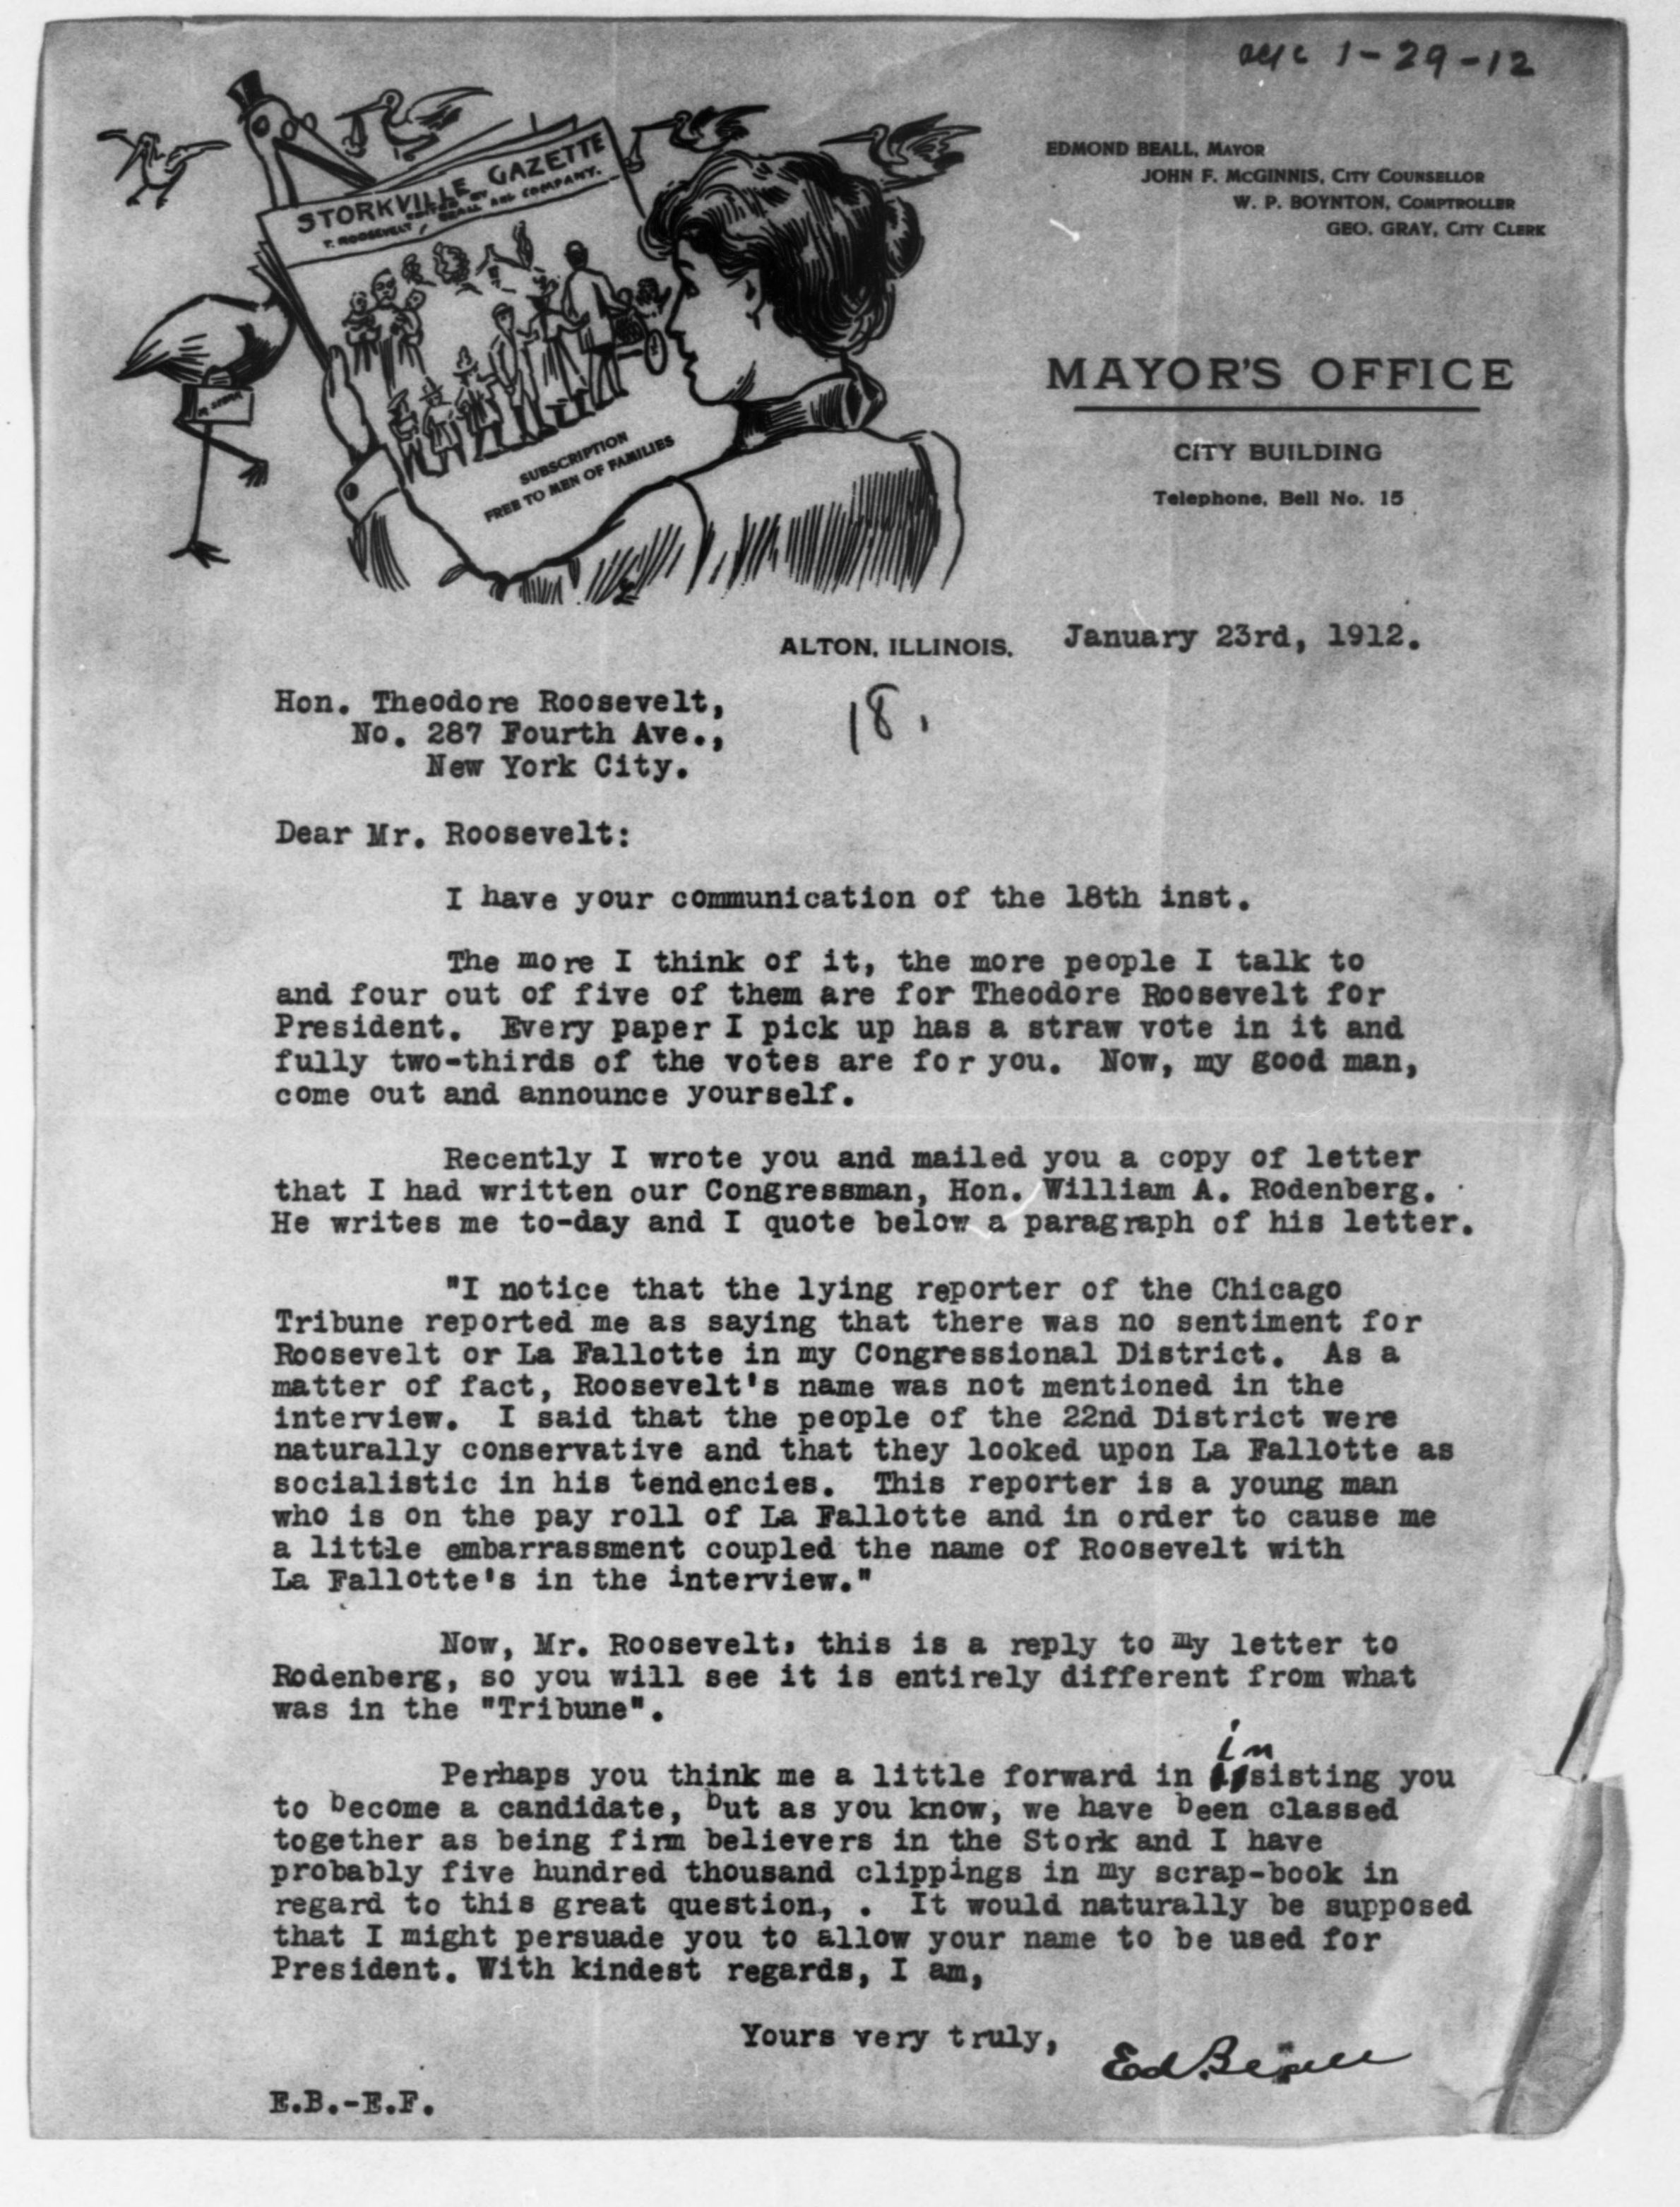 1-29-12
STORKVILLE GAZETTE
EDITED BY
T. ROOSEVELT / BEALL AND COMPANY.
SUBSCRIPTION
FREE TO MEN OF FAMILIES
EDMOND BEALL, MAYOR
JOHN F. McGINNIS, CITY COUNSELLOR
W. P. BOYNTON, COMPTROLLER
GEO. GRAY, CITY CLERK
MAYOR'S OFFICE
CITY BUILDING
Telephone, Bell No. 15
ALTON, ILLINOIS, January 23rd, 1912.
Hon. Theodore Roosevelt,
No. 287 Fourth Ave.,
New York City.
18.
Dear Mr. Roosevelt:
I have your communication of the 18th inst.
The more I think of it, the more people I talk to
and four out of five of them are for Theodore Roosevelt for
President. Every paper I pick up has a straw vote in it and
fully two-thirds of the votes are for you. Now, my good man,
come out and announce yourself.
Recently I wrote you and mailed you a copy of letter
that I had written our Congressman, Hon. William A. Rodenberg.
He writes me to-day and I quote below a paragraph of his letter.
"I notice that the lying reporter of the Chicago
Tribune reported me as saying that there was no sentiment for
Roosevelt or La Fallotte in my Congressional District. As a
matter of fact, Roosevelt's name was not mentioned in the
interview. I said that the people of the 22nd District were
naturally conservative and that they looked upon La Fallotte as
socialistic in his tendencies. This reporter is a young man
who is on the pay roll of La Fallotte and in order to cause me
a little embarrassment coupled the name of Roosevelt with
La Fallotte's in the interview."
Now, Mr. Roosevelt, this is a reply to my letter to
Rodenberg, so you will see it is entirely different from what
was in the "Tribune".
Perhaps you think me a little forward in insisting you
to become a candidate, but as you know, we have been classed
together as being firm believers in the Stork and I have
probably five hundred thousand clippings in my scrap-book in
regard to this great question, . It would naturally be supposed
that I might persuade you to allow your name to be used for
President. With kindest regards, I am,
Yours very truly,
Ed Beall
E.B.-E.F.